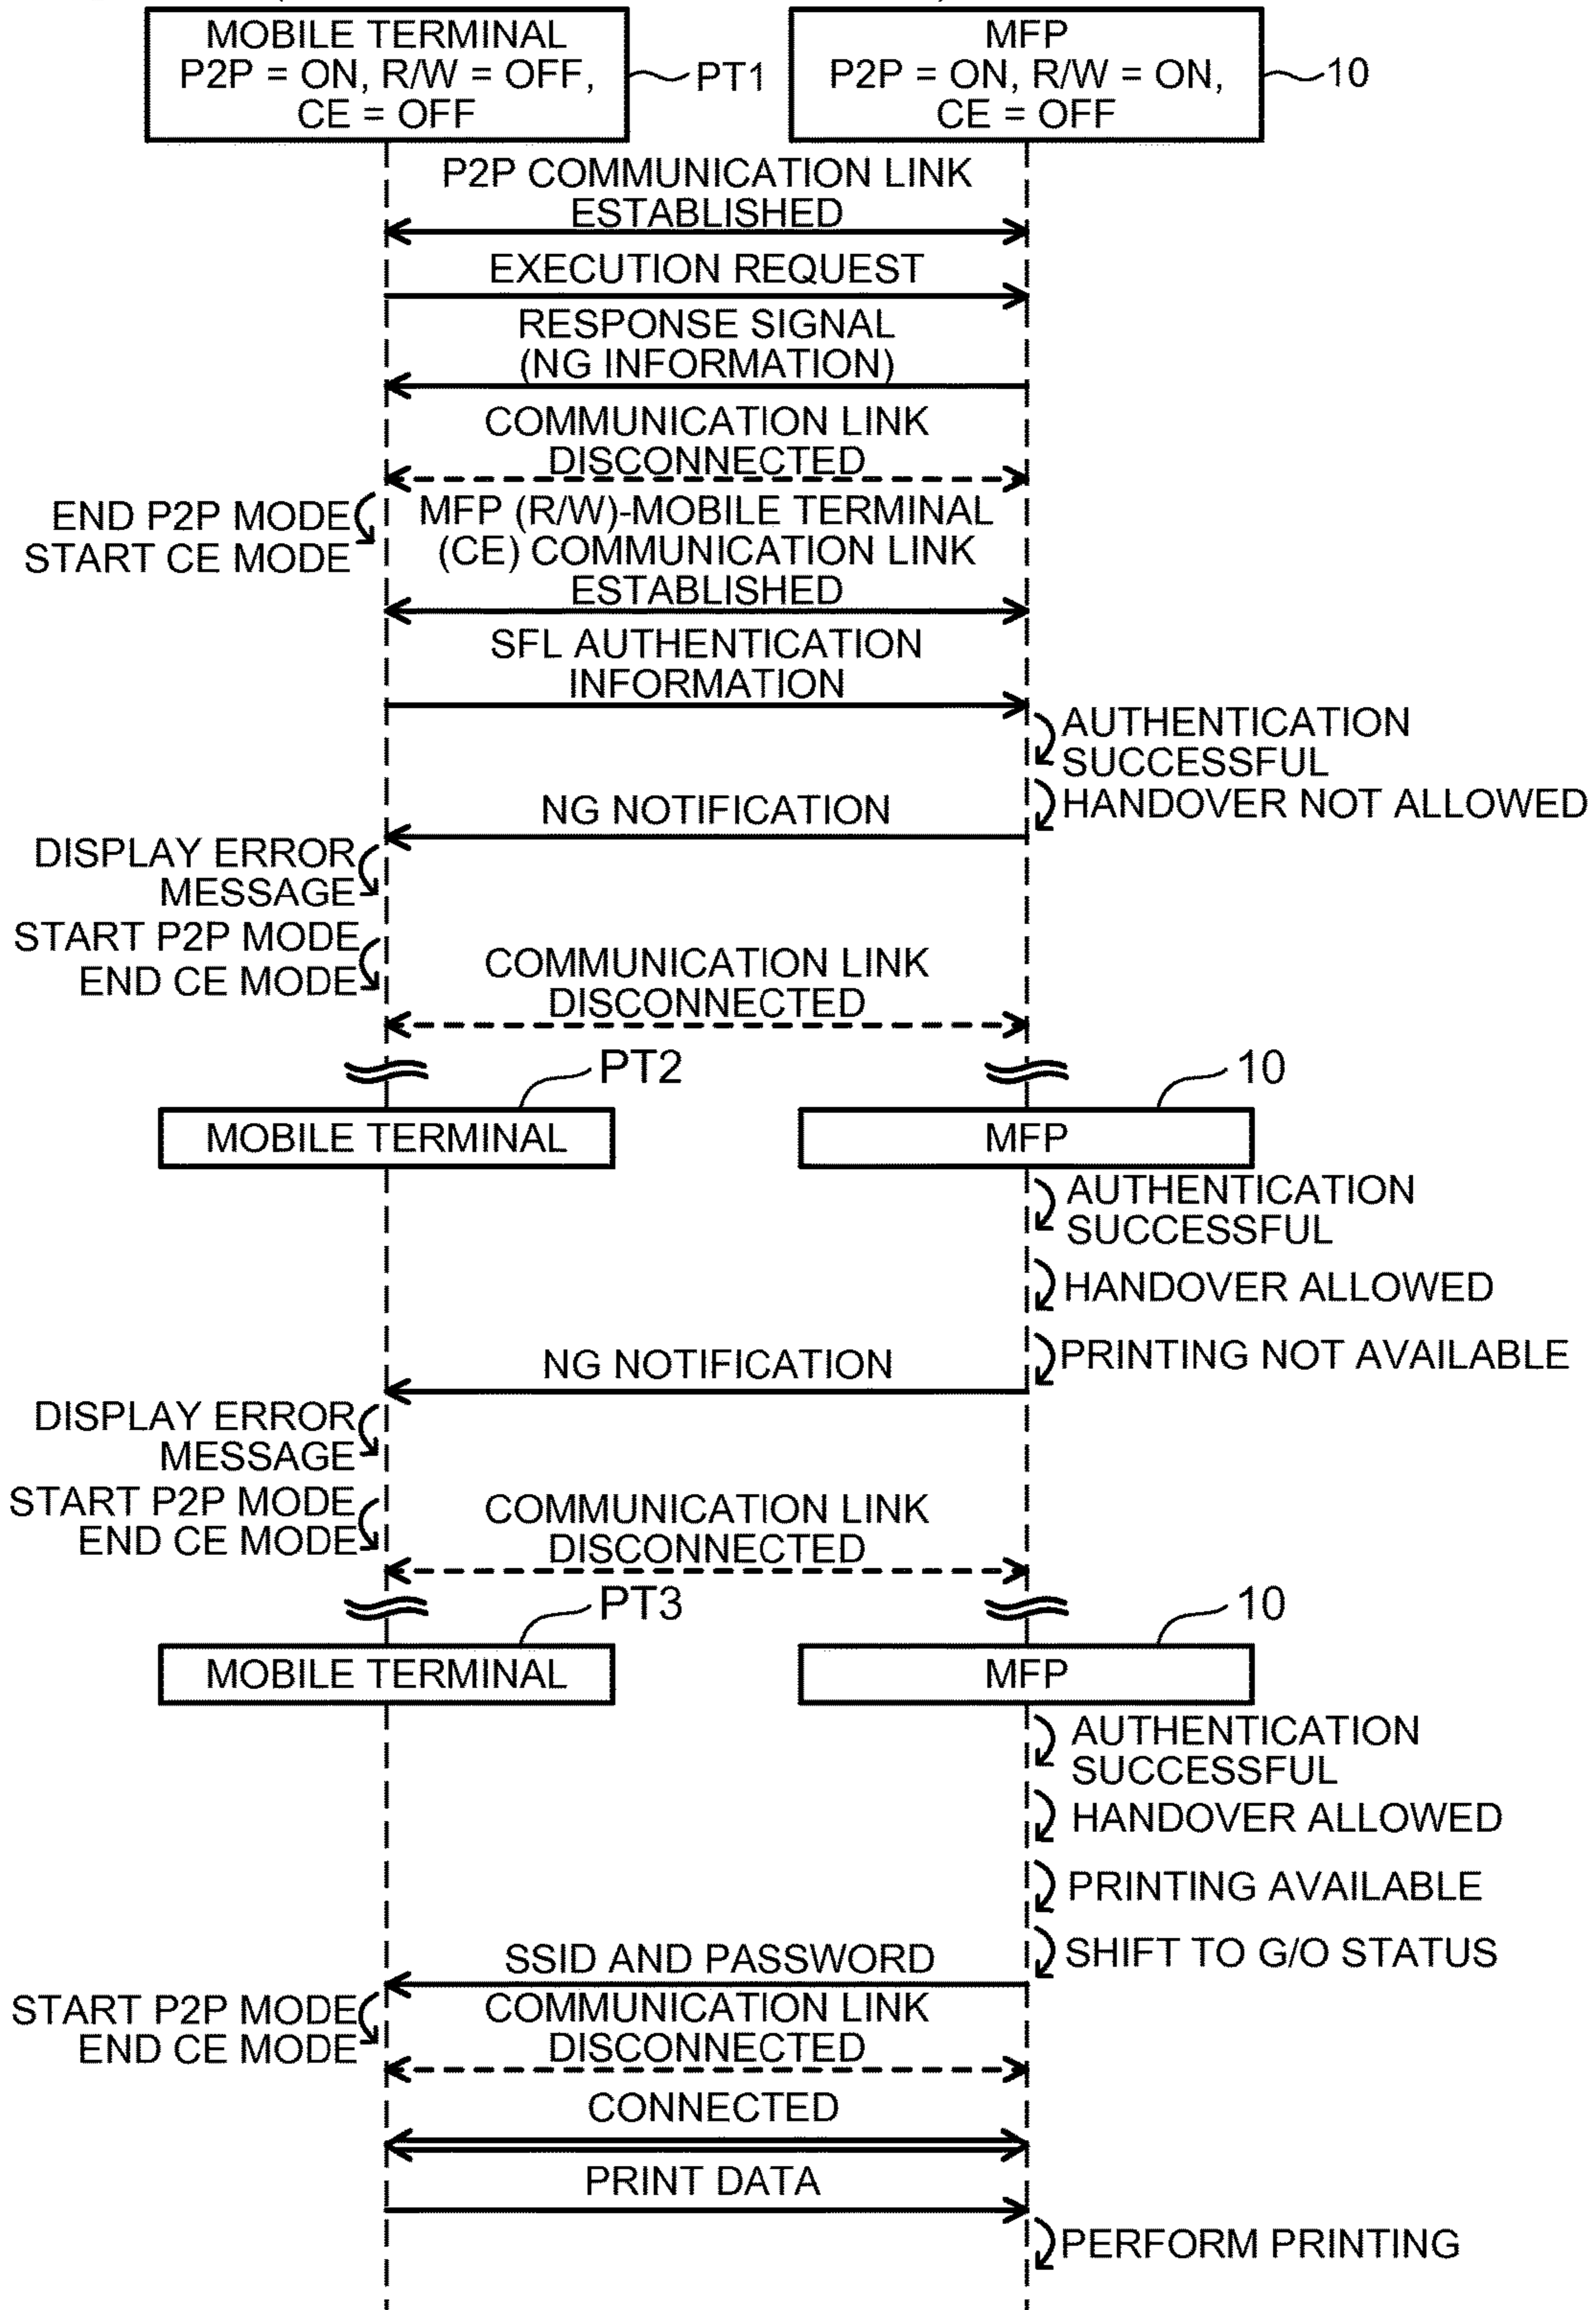 MOBILE TERMINAL
P2P = ON, R/W = OFF,
CE = OFF
PT1
MFP
P2P = ON, R/W = ON,
CE = OFF
10
P2P COMMUNICATION LINK
ESTABLISHED
EXECUTION REQUEST
RESPONSE SIGNAL
(NG INFORMATION)
COMMUNICATION LINK
DISCONNECTED
END P2P MODE
START CE MODE
MFP (R/W)-MOBILE TERMINAL
(CE) COMMUNICATION LINK
ESTABLISHED
SFL AUTHENTICATION
INFORMATION
AUTHENTICATION
SUCCESSFUL
HANDOVER NOT ALLOWED
NG NOTIFICATION
DISPLAY ERROR
MESSAGE
START P2P MODE
END CE MODE
COMMUNICATION LINK
DISCONNECTED
PT2
10
MOBILE TERMINAL
MFP
AUTHENTICATION
SUCCESSFUL
HANDOVER ALLOWED
PRINTING NOT AVAILABLE
NG NOTIFICATION
DISPLAY ERROR
MESSAGE
START P2P MODE
END CE MODE
COMMUNICATION LINK
DISCONNECTED
PT3
10
MOBILE TERMINAL
MFP
AUTHENTICATION
SUCCESSFUL
HANDOVER ALLOWED
PRINTING AVAILABLE
SHIFT TO G/O STATUS
SSID AND PASSWORD
START P2P MODE
END CE MODE
COMMUNICATION LINK
DISCONNECTED
CONNECTED
PRINT DATA
PERFORM PRINTING